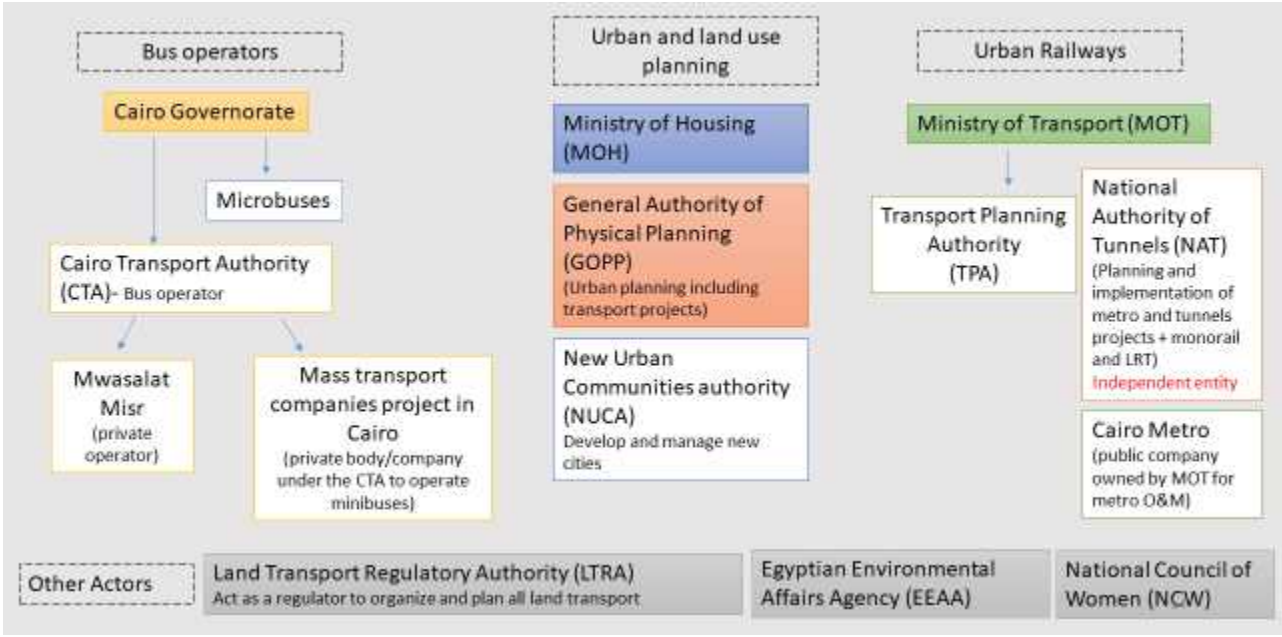 Bus operators
Cairo Governorate
Microbuses
Cairo Transport Authority
(CTA)- Bus operator
Mwasalat
Misr
(private
operator)
Mass transport
companies project in
Cairo
(private body/company
under the CTA to operate
minibuses)
Urban and land use
planning
Ministry of Housing
(MOH)
General Authority of
Physical Planning
(GOPP)
(Urban planning including
transport projects)
New Urban
Communities authority
(NUCA)
Develop and manage new
cities
Urban Railways
Ministry of Transport (MOT)
Transport Planning
Authority
(TPA)
National
Authority of
Tunnels (NAT)
(Planning and
implementation of
metro and tunnels
projects + monorail
and LRT)
Independent entity
Cairo Metro
(public company
owned by MOT for
metro O&M)
Other Actors
Land Transport Regulatory Authority (LTRA)
Act as a regulator to organize and plan all land transport
Egyptian Environmental
Affairs Agency (EEAA)
National Council of
Women (NCW)